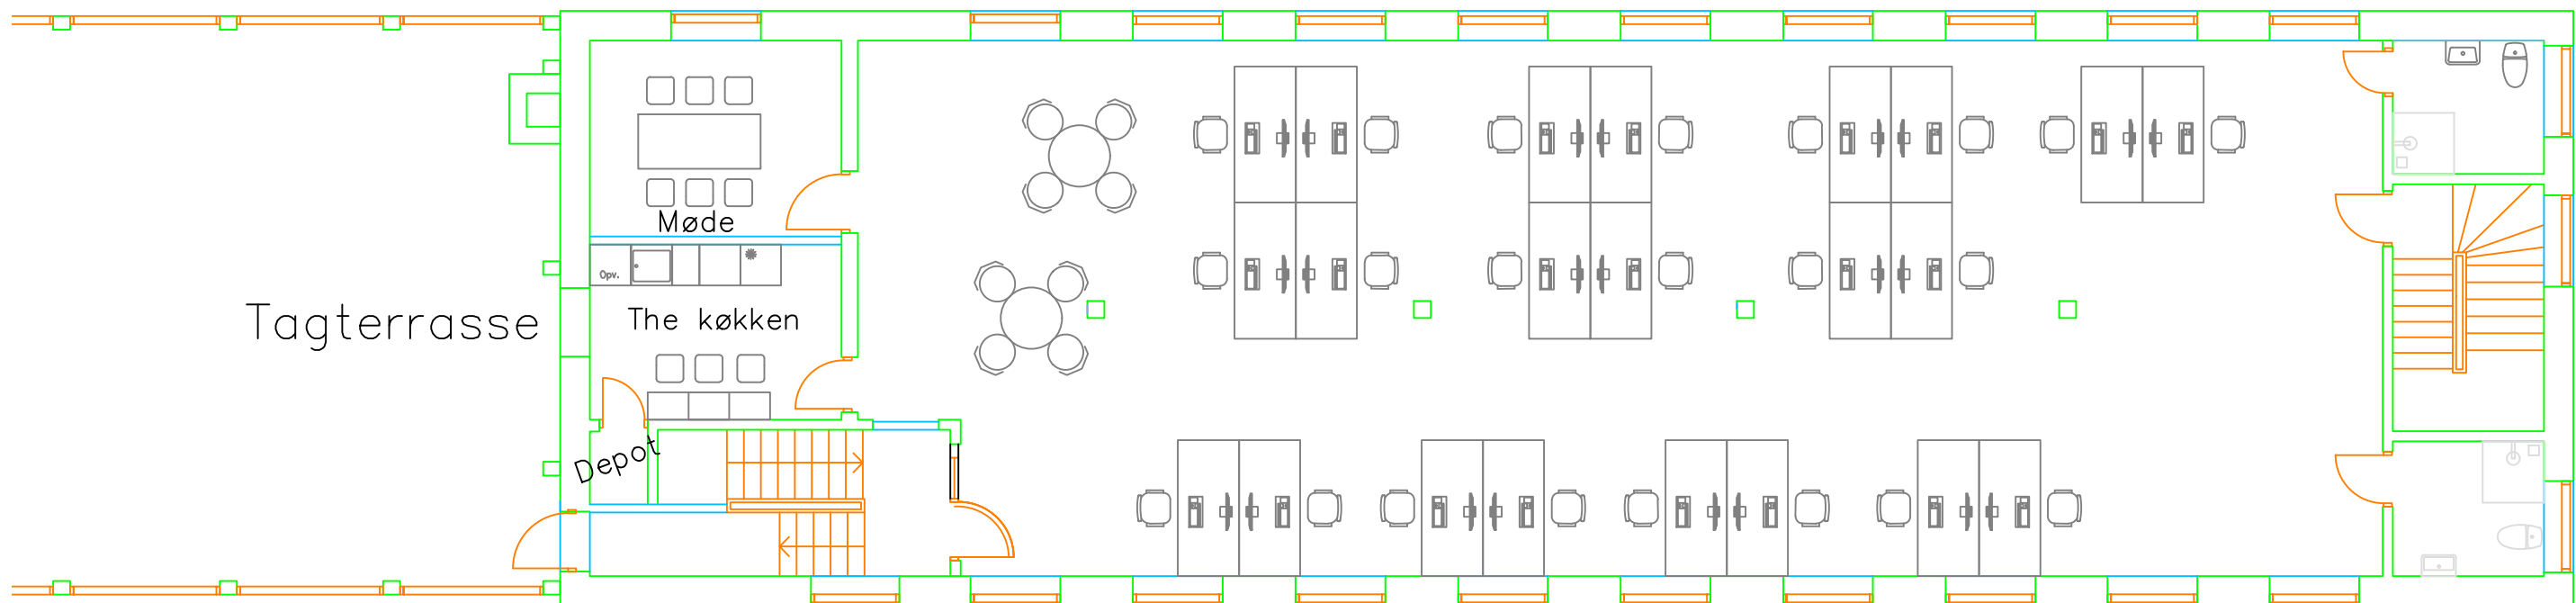 Møde
Opv.
The køkken
Tagterrasse
Depot